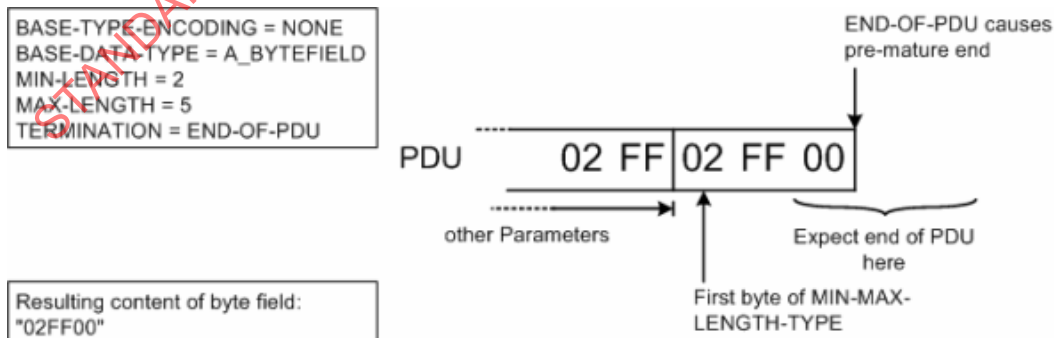 BASE-TYPE-ENCODING = NONE
BASE-DATA-TYPE = A_BYTEFIELD
MIN-LENGTH = 2
MAX-LENGTH = 5
TERMINATION = END-OF-PDU
STANDA
END-OF-PDU causes
pre-mature end
PDU
02 FF 02 FF 00
other Parameters
Expect end of PDU
here
First byte of MIN-MAX-
LENGTH-TYPE
Resulting content of byte field:
"02FF00"